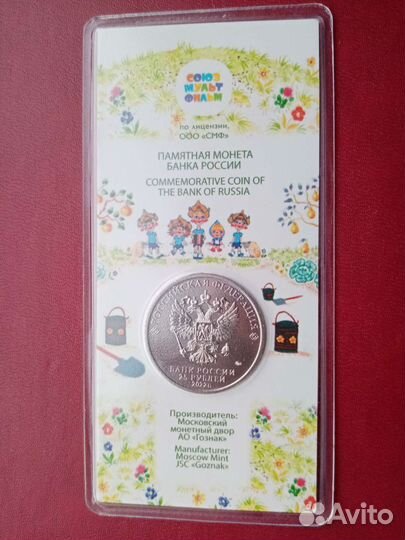 СОЮЗ
МУЛЬТ
ФИЛЬМ
по лицензии,
ООО «СМФ»
ПАМЯТНАЯ МОНЕТА
БАНКА РОССИИ
COMMEMORATIVE COIN OF
THE BANK OF RUSSIA
РОССИЙСКАЯ ФЕДЕРАЦИЯ
БАНК РОССИИ
25 РУБЛЕЙ
2022 г.
Производитель:
Московский
монетный двор
АО «Гознак»
Manufacturer:
Moscow Mint
JSC «Goznak»
Avito